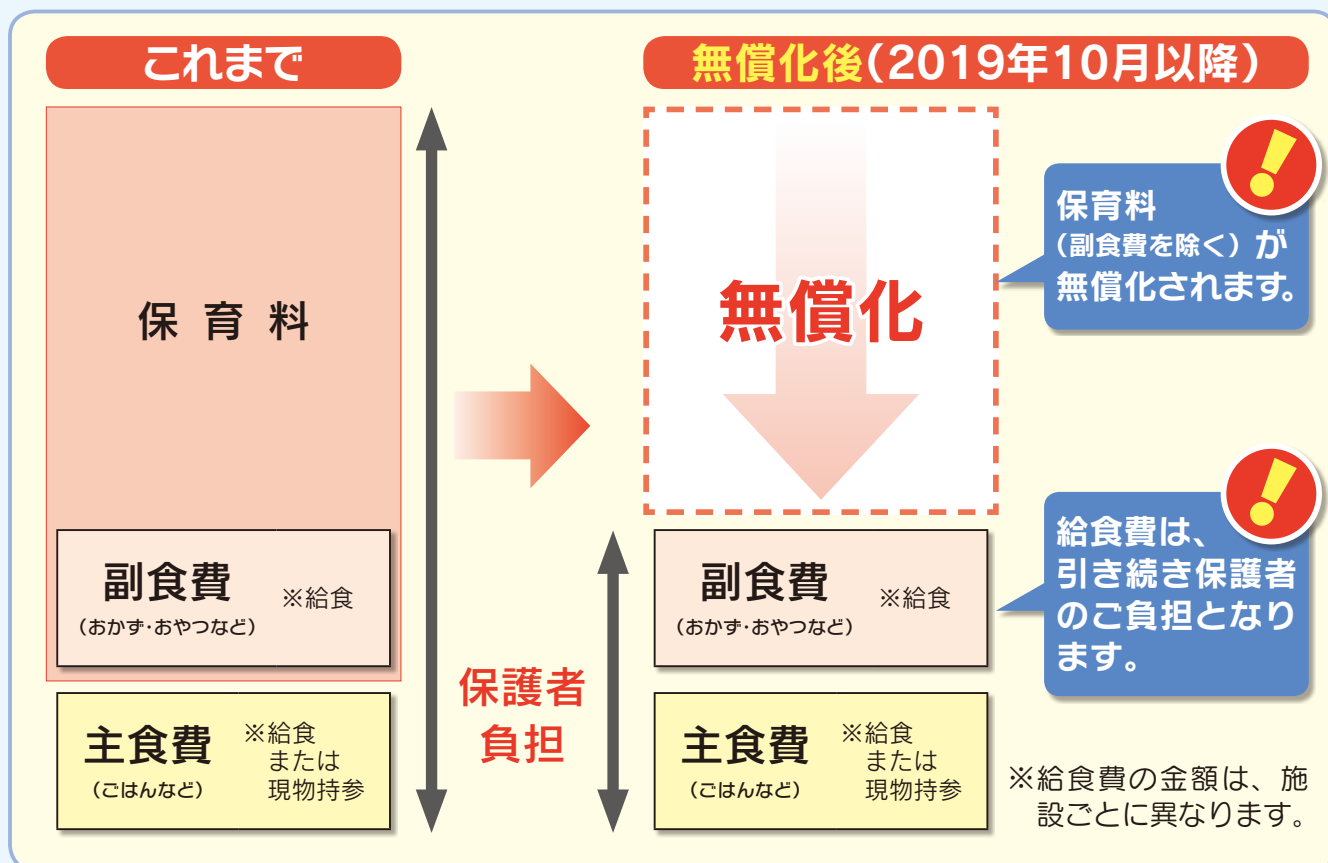 これまで
保育料
副食費 ※給食
（おかず・おやつなど）
主食費 ※給食
または
（ごはんなど） 現物持参
保護者
負担
無償化後（2019年10月以降）
無償化
副食費 ※給食
（おかず・おやつなど）
主食費 ※給食
または
（ごはんなど） 現物持参
保育料
（副食費を除く）が
無償化されます。
給食費は、
引き続き保護者
のご負担となり
ます。
※給食費の金額は、施
設ごとに異なります。